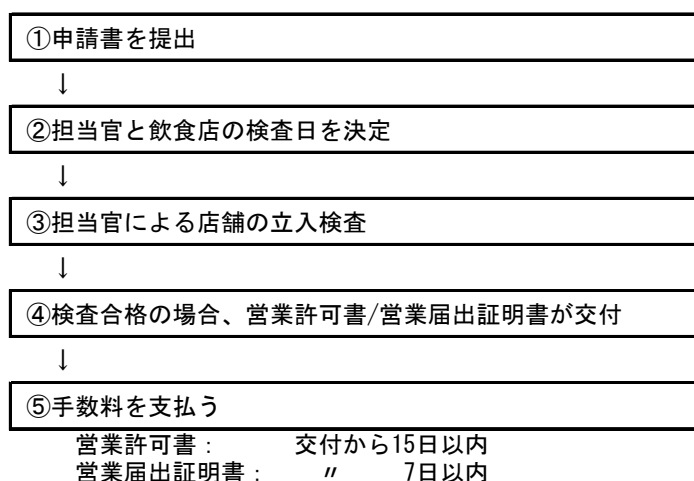 ①申請書を提出
↓
②担当官と飲食店の検査日を決定
↓
③担当官による店舗の立入検査
↓
④検査合格の場合、営業許可書/営業届出証明書が交付
↓
⑤手数料を支払う
営業許可書： 交付から15日以内
営業届出証明書： 〃 7日以内